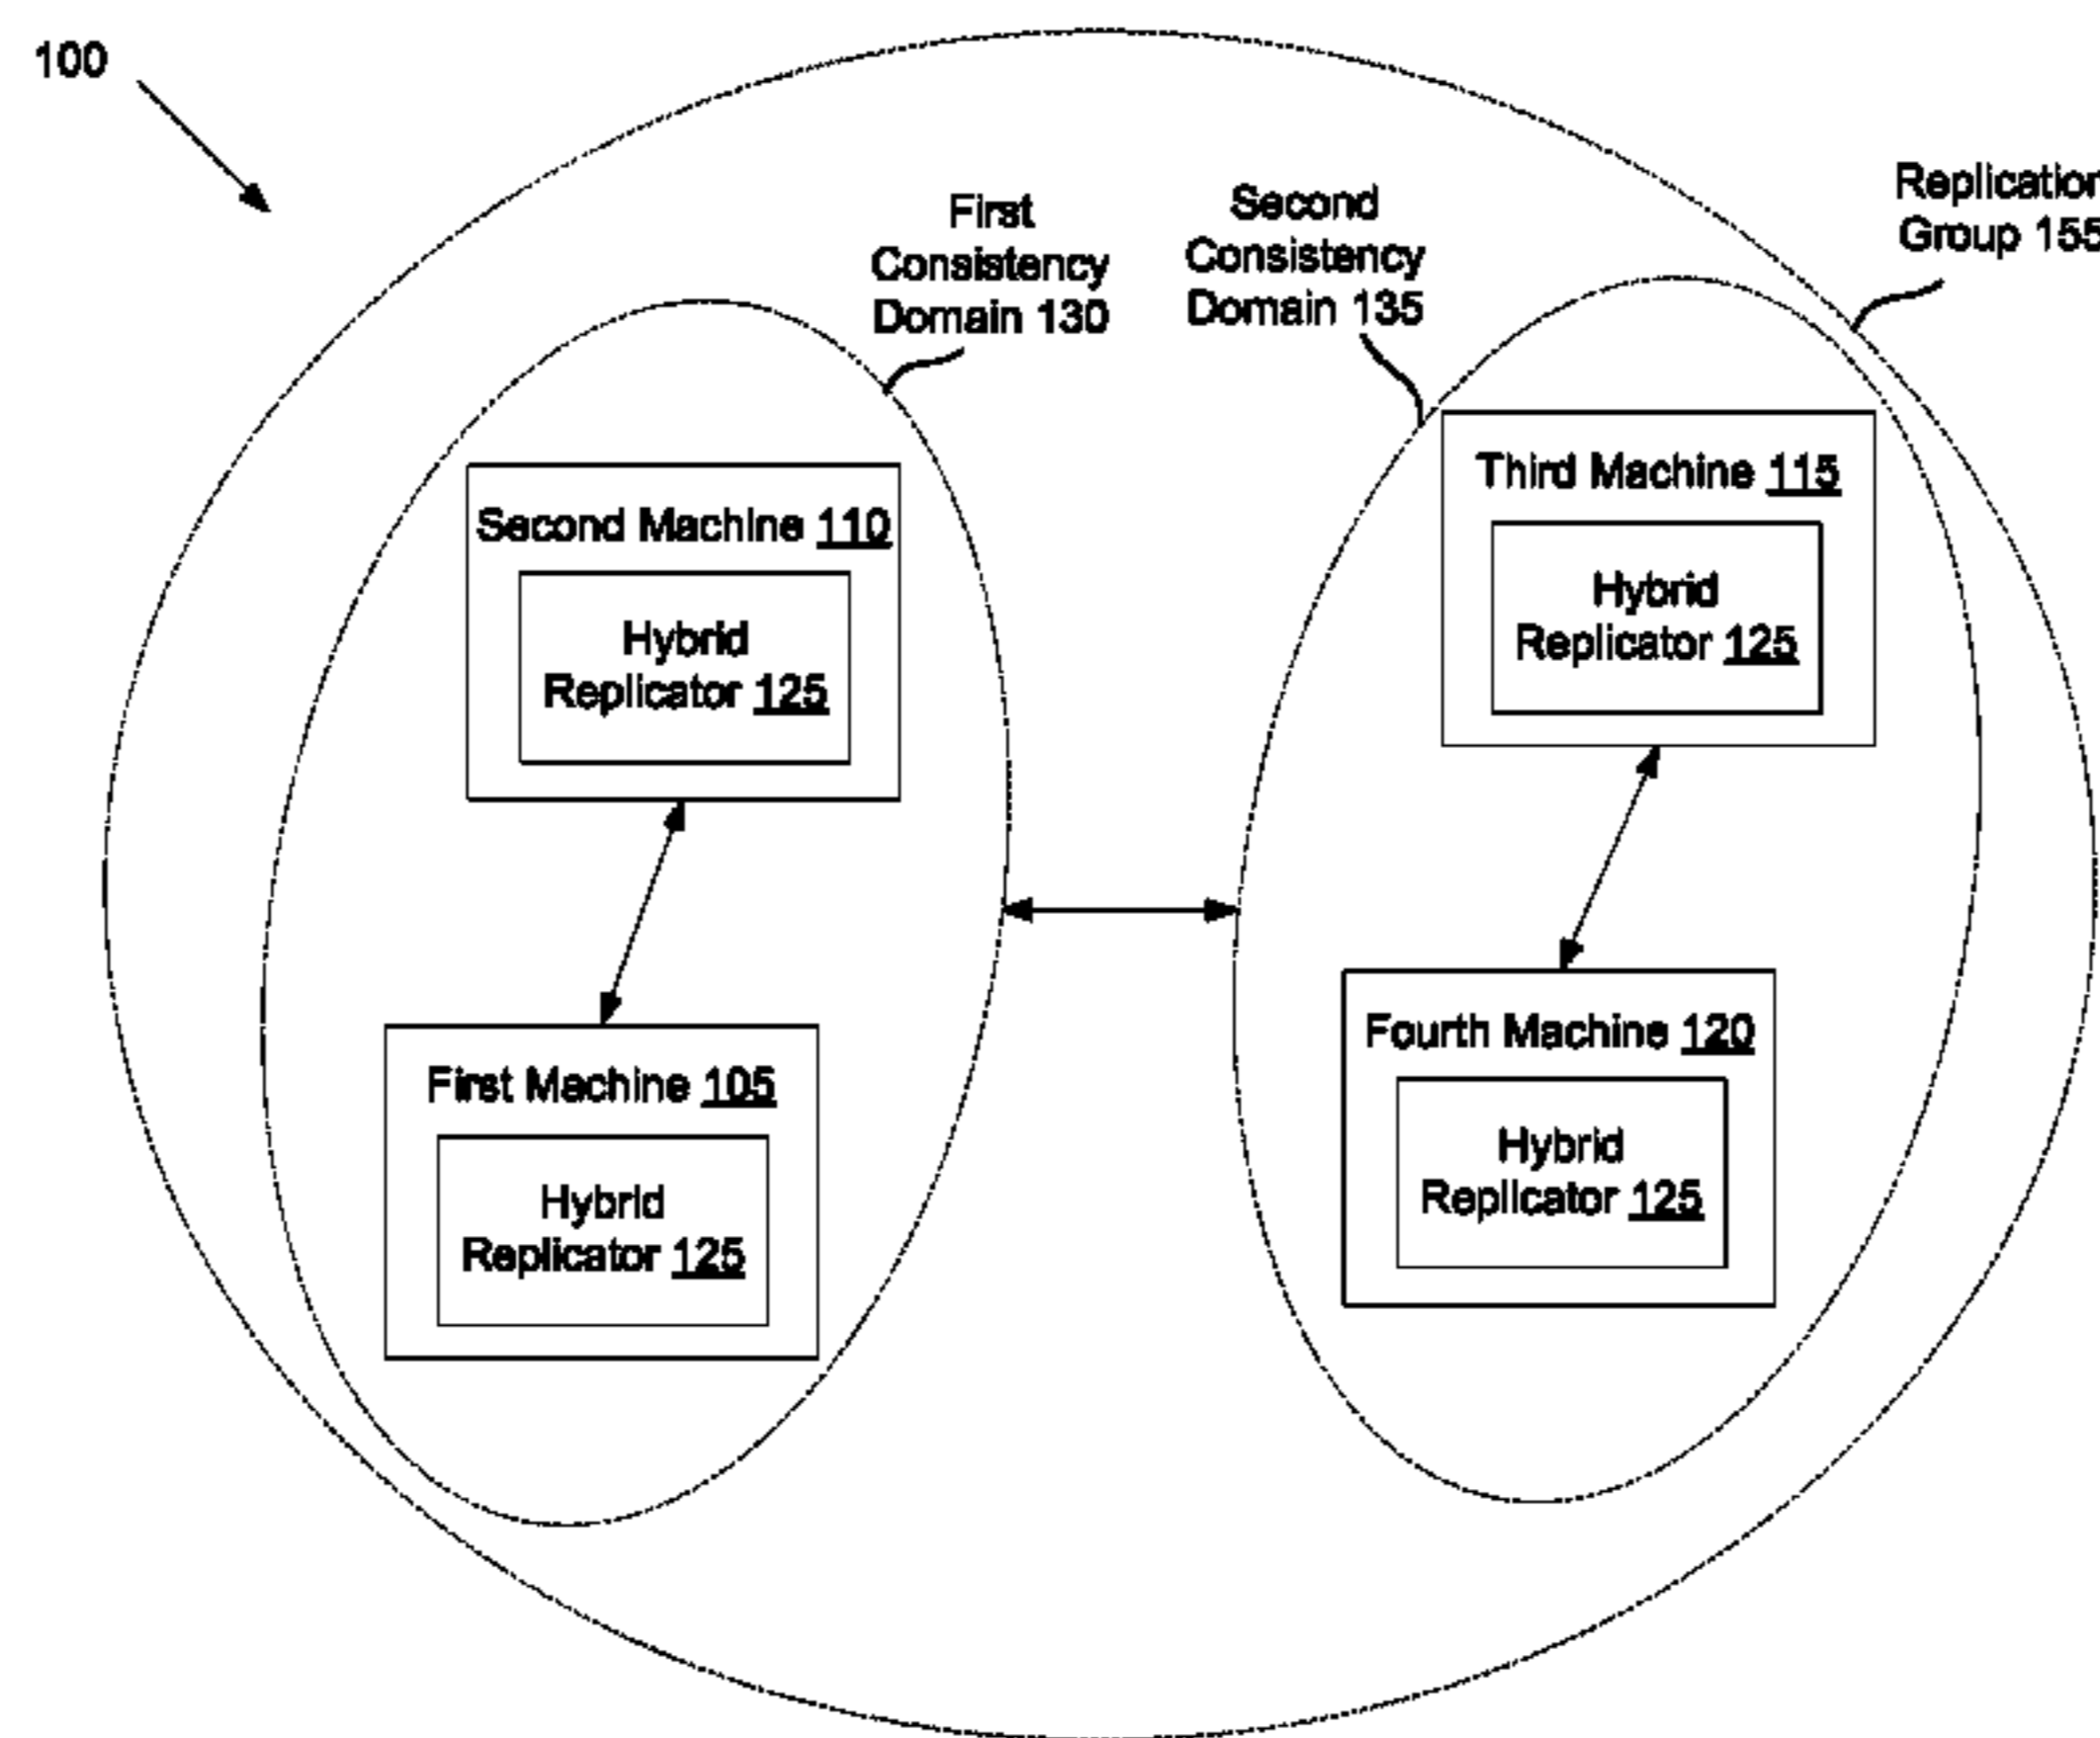 100
First
Consistency
Domain 130
Second
Consistency
Domain 135
Replication
Group 155
Second Machine 110
Hybrid
Replicator 125
Third Machine 115
Hybrid
Replicator 125
First Machine 105
Hybrid
Replicator 125
Fourth Machine 120
Hybrid
Replicator 125